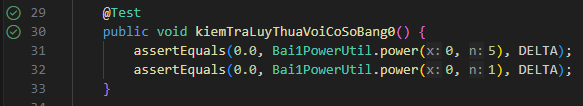 29 @Test
30 public void kiemTraLuyThuaVoiCoSoBang0() {
31 assertEquals(0.0, Bai1PowerUtil.power(x: 0, n: 5), DELTA);
32 assertEquals(0.0, Bai1PowerUtil.power(x: 0, n: 1), DELTA);
33 }